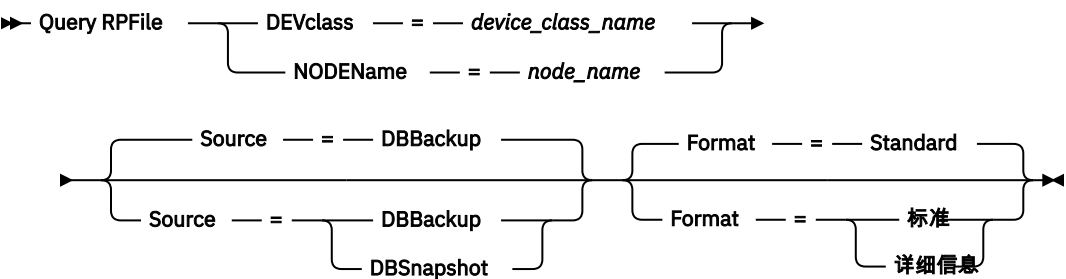 Query RPFile DEVclass = device_class_name
NODEName = node_name
Source = DBBackup Format = Standard
Source = DBBackup Format = 标准
DBSnapshot 详细信息